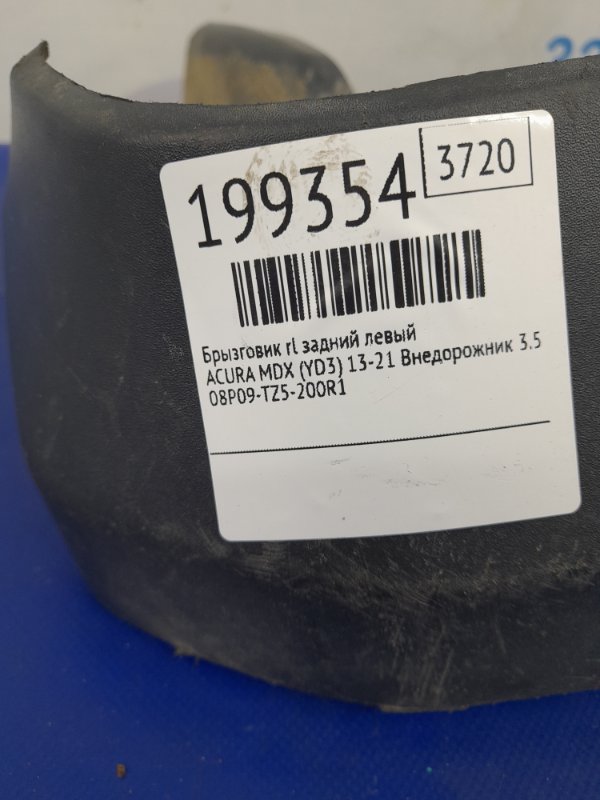 199354
3720
Брызговик rl задний левый
ACURA MDX (YD3) 13-21 Внедорожник 3.5
08P09-TZ5-200R1